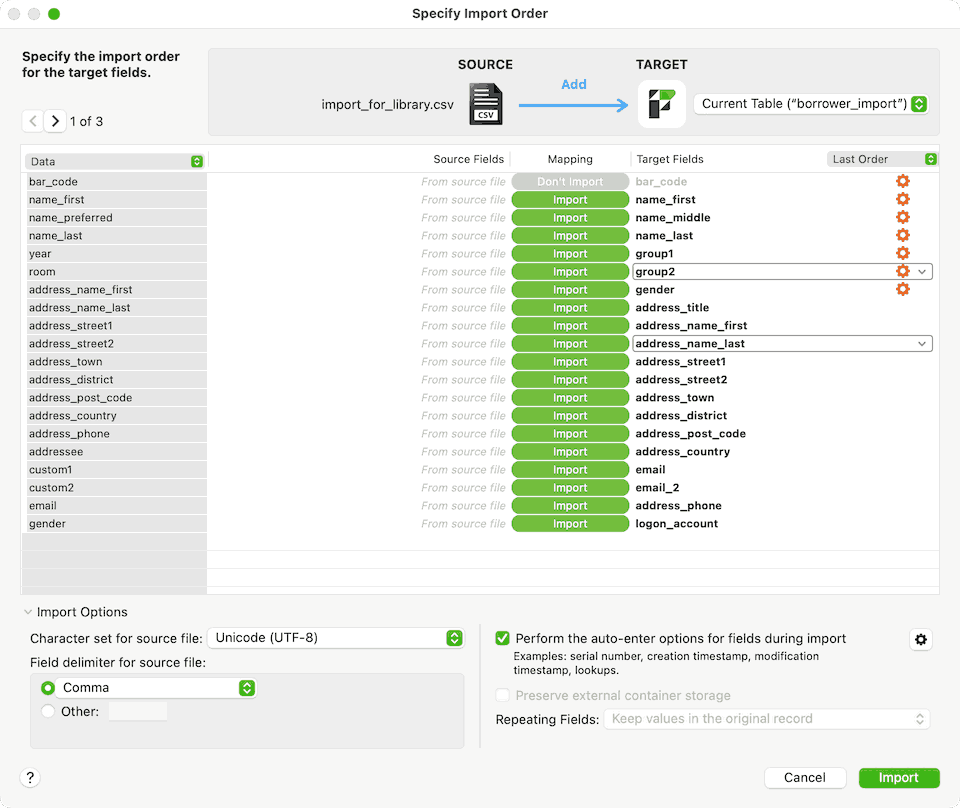 Specify Import Order
Specify the import order
for the target fields.
1 of 3
SOURCE
import_for_library.csv
CSV
Add
TARGET
Current Table (“borrower_import”)
Data Source Fields Mapping Target Fields Last Order
bar_code From source file Don't Import bar_code
name_first From source file Import name_first
name_preferred From source file Import name_middle
name_last From source file Import name_last
year From source file Import group1
room From source file Import group2
address_name_first From source file Import gender
address_name_last From source file Import address_title
address_street1 From source file Import address_name_first
address_street2 From source file Import address_name_last
address_town From source file Import address_street1
address_district From source file Import address_street2
address_post_code From source file Import address_town
address_country From source file Import address_district
address_phone From source file Import address_post_code
addressee From source file Import address_country
custom1 From source file Import email
custom2 From source file Import email_2
email From source file Import address_phone
gender From source file Import logon_account
Import Options
Character set for source file: Unicode (UTF-8)
Field delimiter for source file:
Comma
Other:
Perform the auto-enter options for fields during import
Examples: serial number, creation timestamp, modification
timestamp, lookups.
Preserve external container storage
Repeating Fields: Keep values in the original record
?
Cancel
Import